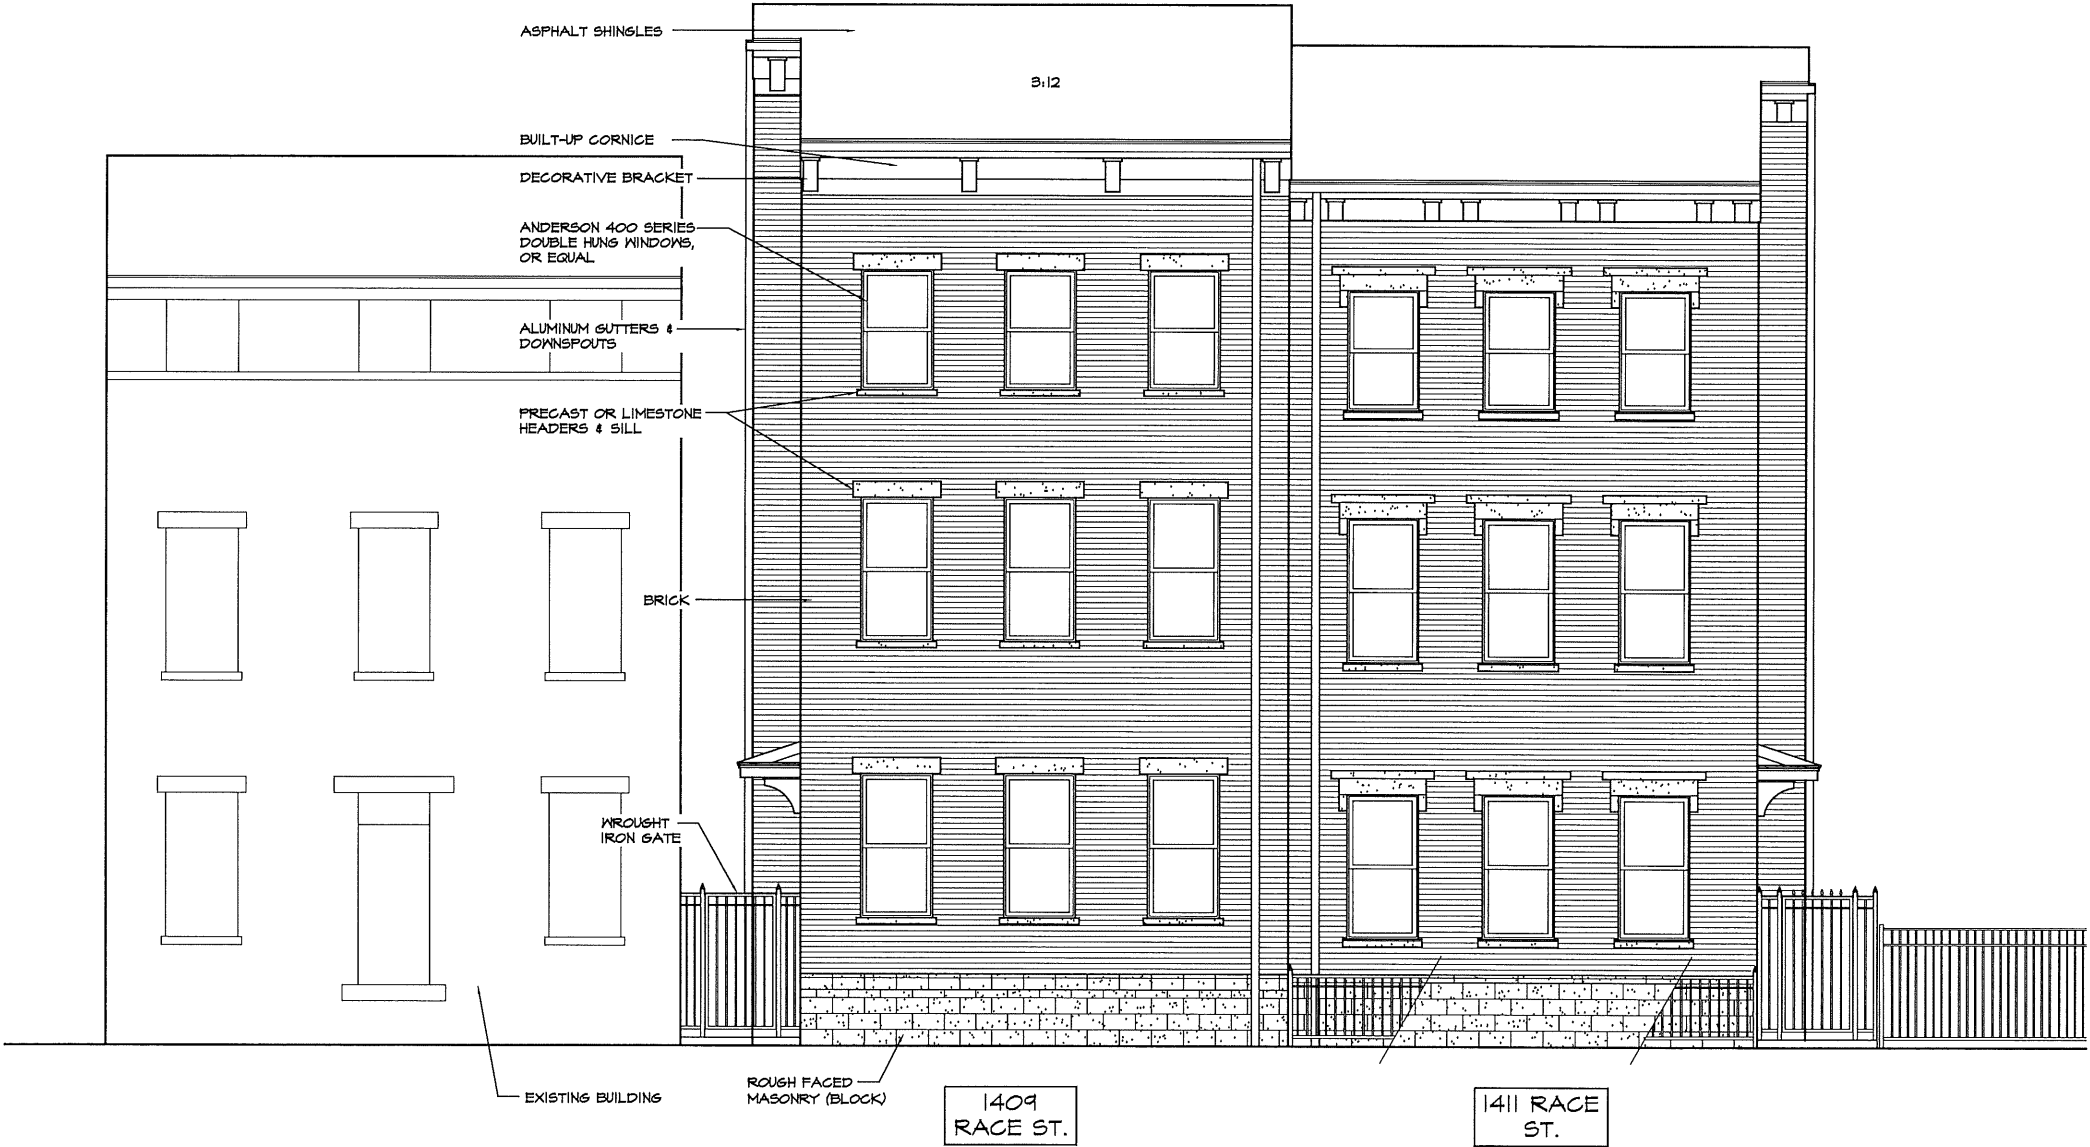 ASPHALT SHINGLES
3:12
BUILT-UP CORNICE
DECORATIVE BRACKET
ANDERSON 400 SERIES
DOUBLE HUNG WINDOWS,
OR EQUAL
ALUMINUM GUTTERS &
DOWNSPOUTS
PRECAST OR LIMESTONE
HEADERS & SILL
BRICK
WROUGHT
IRON GATE
EXISTING BUILDING
ROUGH FACED
MASONRY (BLOCK)
1409
RACE ST.
1411 RACE
ST.